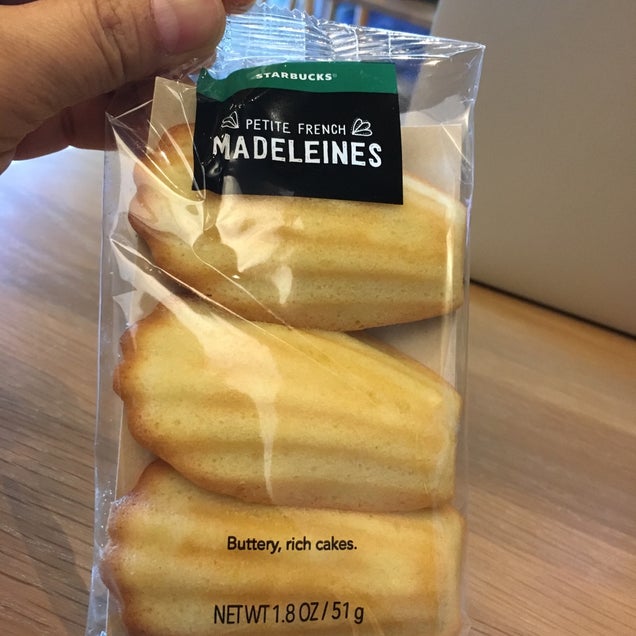 STARBUCKS®
PETITE FRENCH
MADELEINES
Buttery, rich cakes.
NET WT 1.8 OZ / 51 g